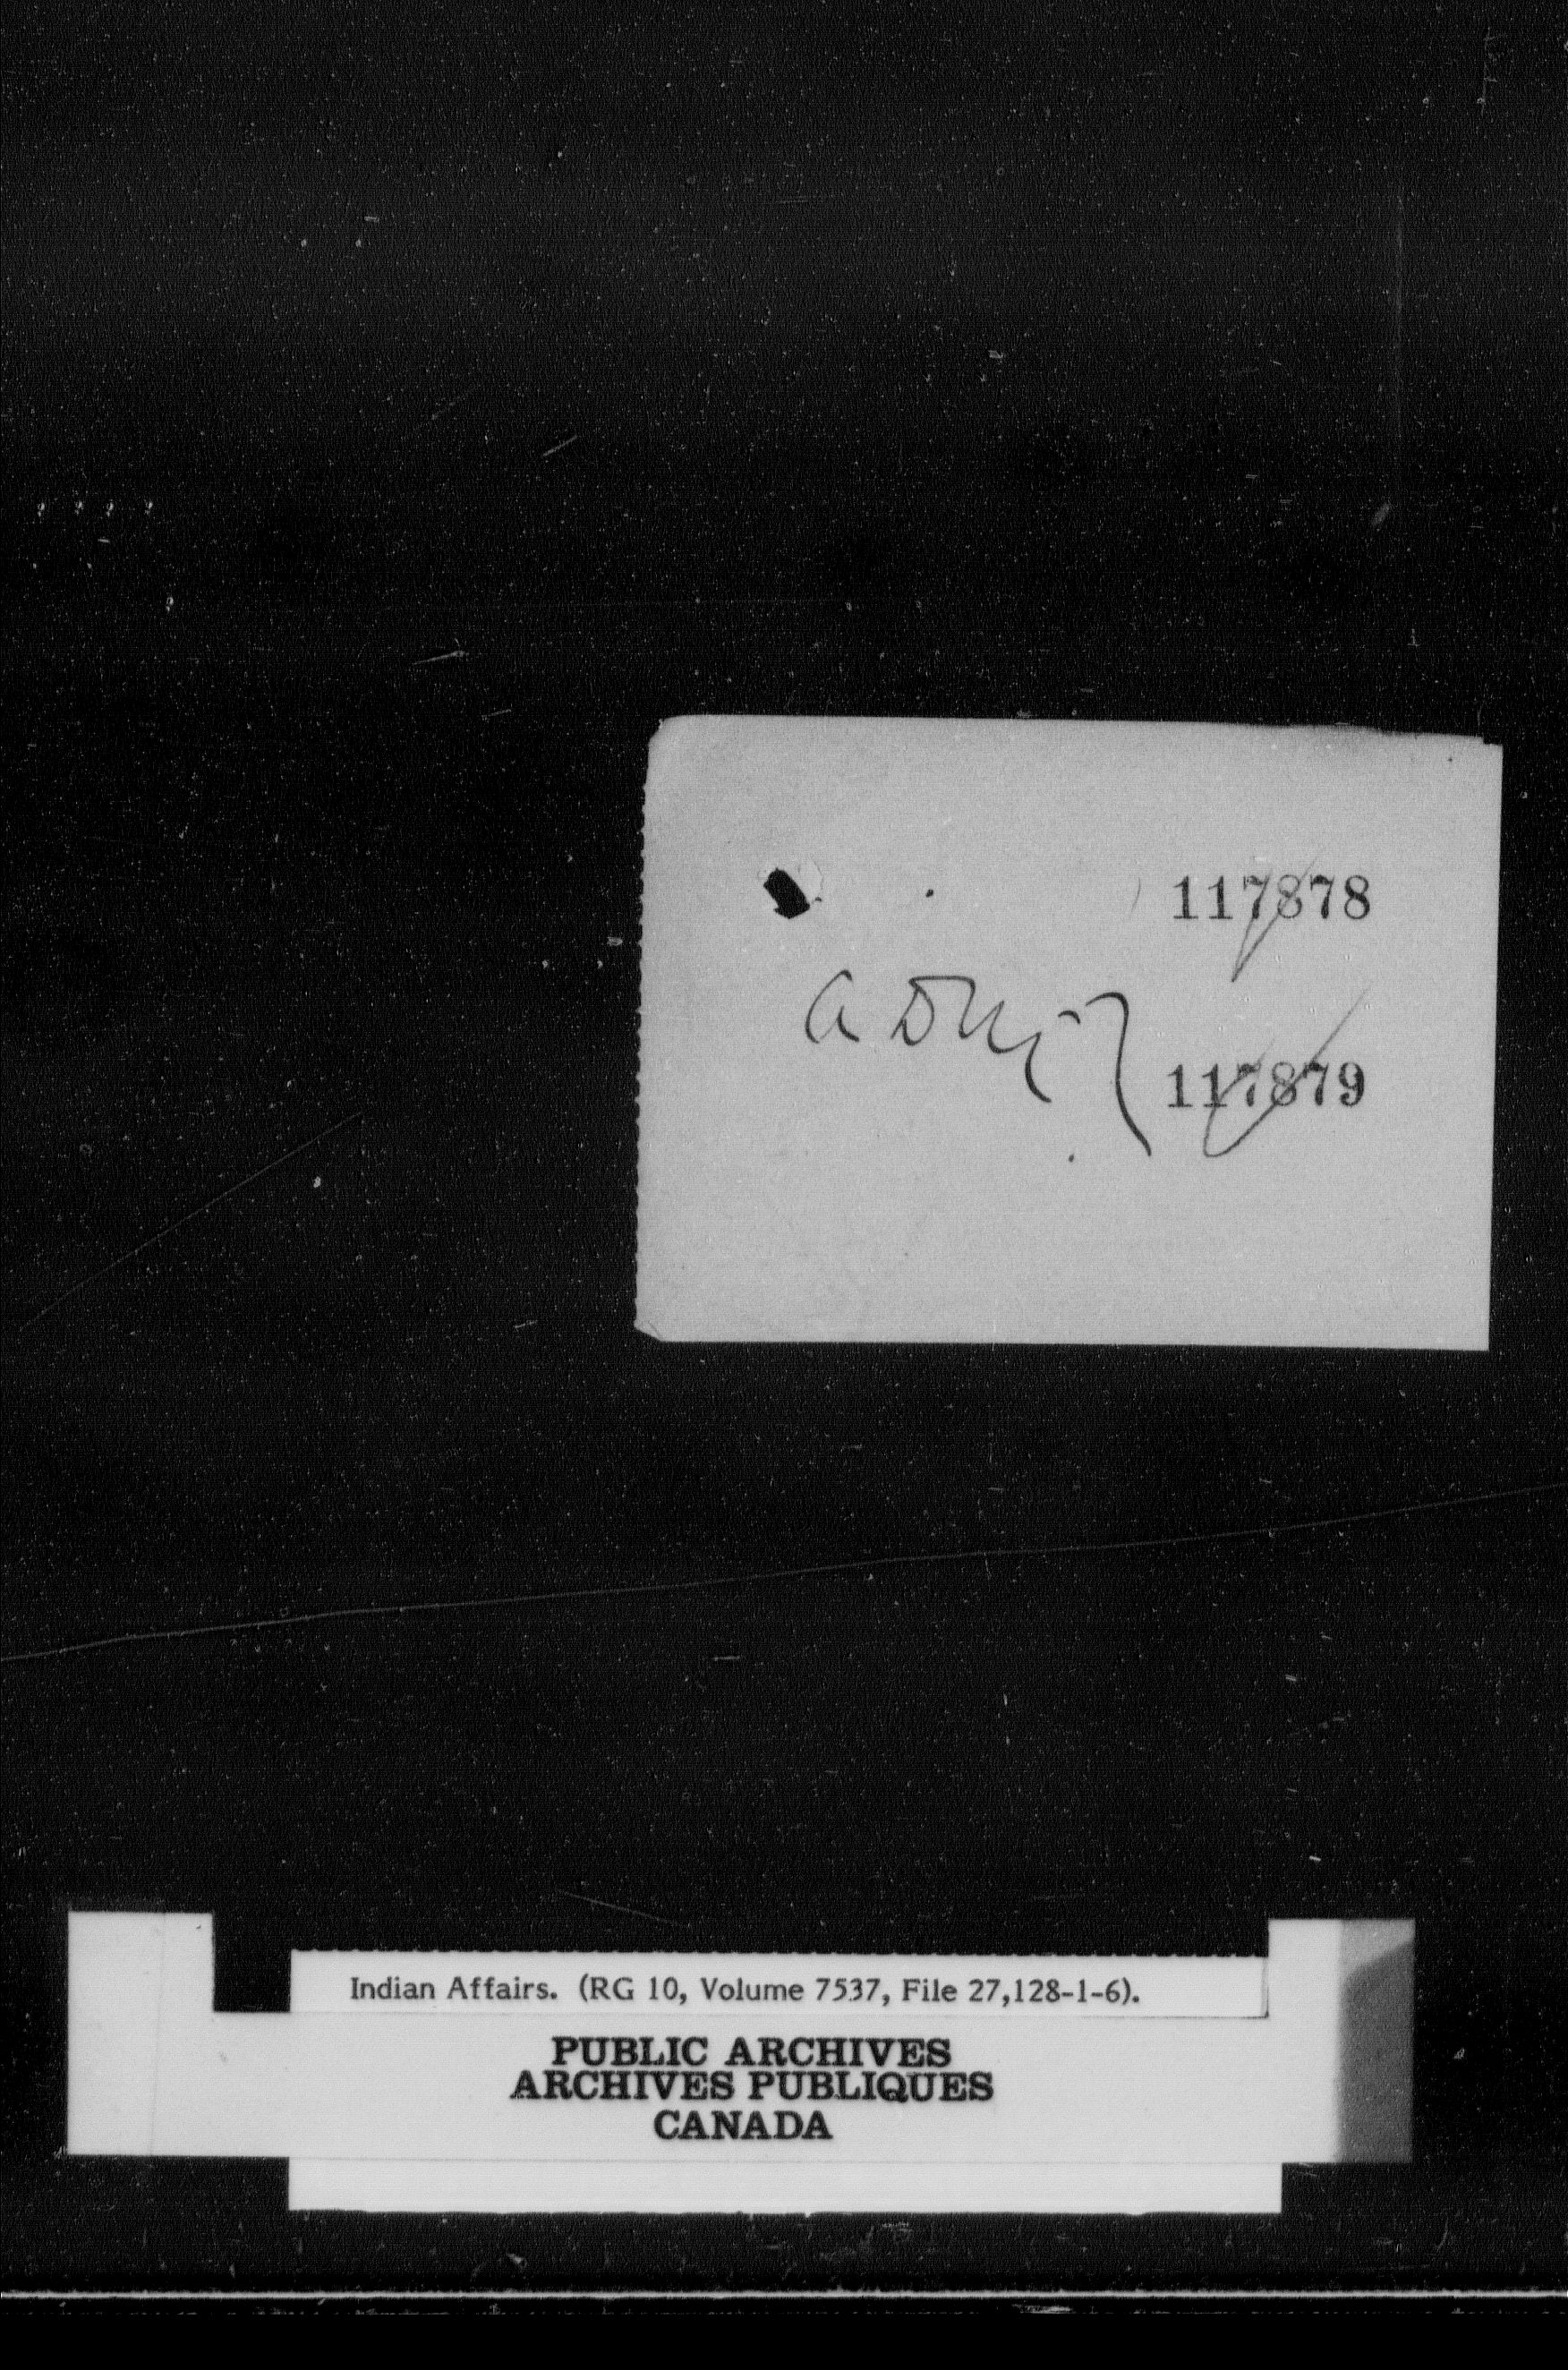 117878
117879
Indian Affairs. (RG 10, Volume 7537, File 27,128-1-6).
PUBLIC ARCHIVES
ARCHIVES PUBLIQUES
CANADA